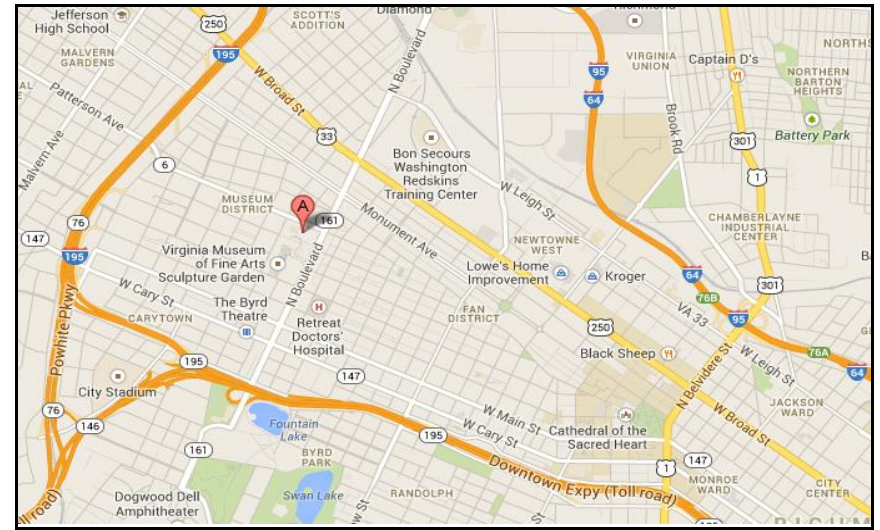 Jefferson
High School
SCOTT'S
ADDITION
Diamond
250
195
MALVERN
GARDENS
N Boulevard
W Broad St
95
64
VIRGINIA
UNION
Captain D's
NORTHERN
BARTON
HEIGHTS
Patterson Ave
Malvern Ave
33
Bon Secours
Washington
Redskins
Training Center
Brook Rd
301
Battery Park
1
6
MUSEUM
DISTRICT
A
161
W Leigh St
Monument Ave
CHAMBERLAYNE
INDUSTRIAL
CENTER
76
147
195
Virginia Museum
of Fine Arts
Sculpture Garden
N Boulevard
NEWTOWNE
WEST
Lowe's Home
Improvement
Kroger
64
76B
301
W Cary St
CARYTOWN
The Byrd
Theatre
H
Retreat
Doctors'
Hospital
FAN
DISTRICT
VA 33
95
250
Powhite Pkwy
Black Sheep
N Belvidere St
76A
W Leigh St
64
195
147
City Stadium
76
146
Fountain
Lake
W Main St
W Cary St
Cathedral of the
Sacred Heart
W Broad St
JACKSON
WARD
161
BYRD
PARK
195
Downtown Expy (Toll road)
1
147
MONROE
WARD
CITY
CENTER
Dogwood Dell
Amphitheater
Swan Lake
RANDOLPH